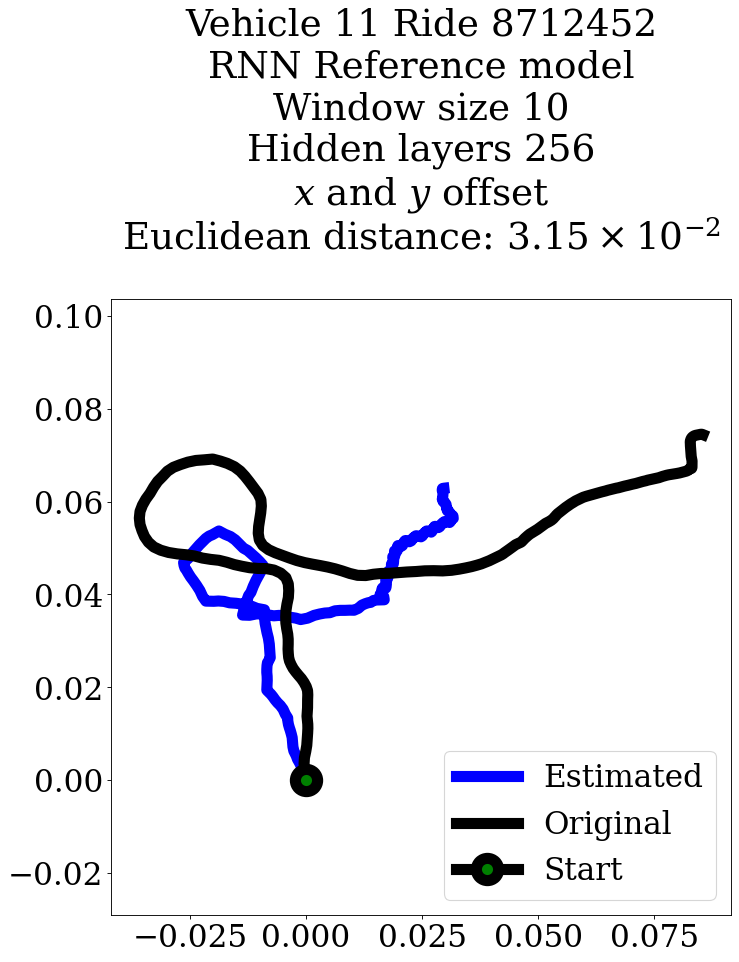 Vehicle 11 Ride 8712452
RNN Reference model
Window size 10
Hidden layers 256
x and y offset
Euclidean distance: 3.15 × 10⁻²
0.10
0.08
0.06
0.04
0.02
0.00
−0.02
Estimated
Original
Start
−0.025 0.000 0.025 0.050 0.075